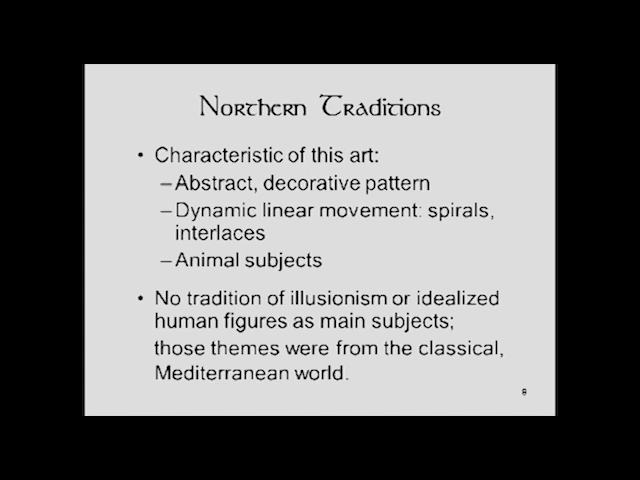 Northern Traditions
• Characteristic of this art:
– Abstract, decorative pattern
– Dynamic linear movement: spirals,
interlaces
– Animal subjects
• No tradition of illusionism or idealized
human figures as main subjects;
those themes were from the classical,
Mediterranean world.
8